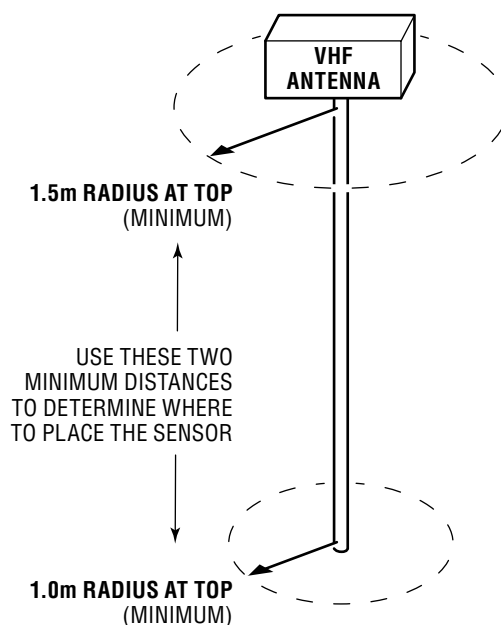 VHF
ANTENNA
1.5m RADIUS AT TOP
(MINIMUM)
USE THESE TWO
MINIMUM DISTANCES
TO DETERMINE WHERE
TO PLACE THE SENSOR
1.0m RADIUS AT TOP
(MINIMUM)